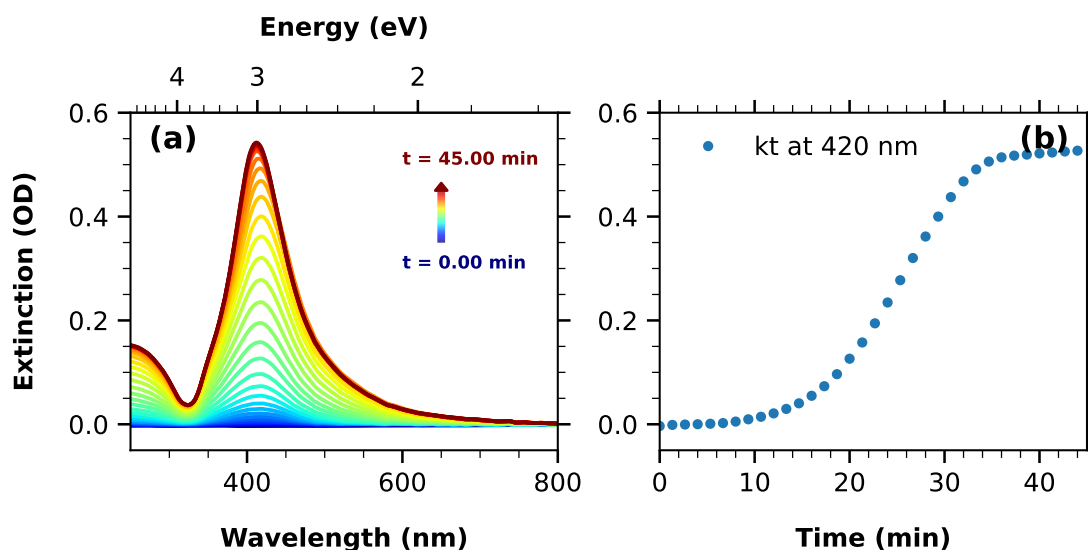 Energy (eV)
4 3 2
0.6
0.4
0.2
0.0
Extinction (OD)
(a)
t = 45.00 min
t = 0.00 min
400 600 800
Wavelength (nm)
0.6
0.4
0.2
0.0
kt at 420 nm
(b)
0 10 20 30 40
Time (min)